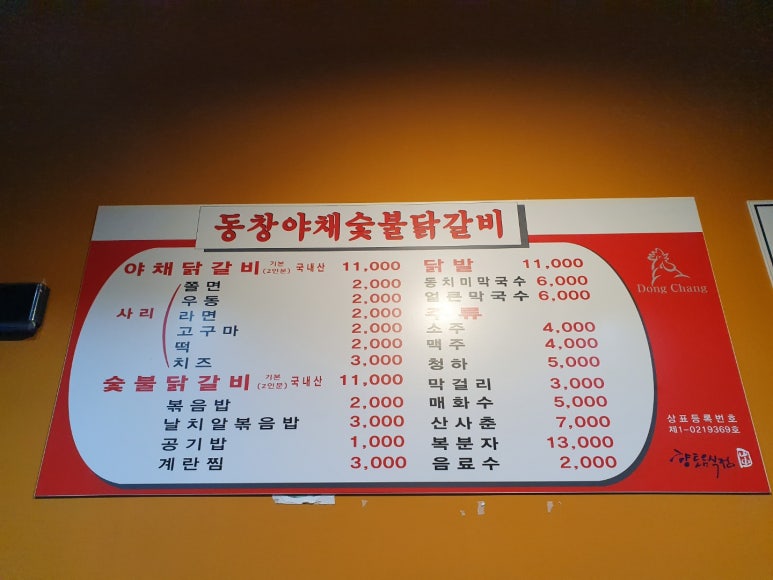 동창야채숯불닭갈비
야채닭갈비 기본 (2인분) 국내산 11,000
사리
쫄면 2,000
우동 2,000
라면 2,000
고구마 2,000
떡 2,000
치즈 3,000
숯불닭갈비 기본 (2인분) 국내산 11,000
볶음밥 2,000
날치알볶음밥 3,000
공기밥 1,000
계란찜 3,000
닭발 11,000
동치미막국수 6,000
얼큰막국수 6,000
주류
소주 4,000
맥주 4,000
청하 5,000
막걸리 3,000
매화수 5,000
산사춘 7,000
복분자 13,000
음료수 2,000
Dong Chang
상표등록번호
제1-0219369호
향토음식점